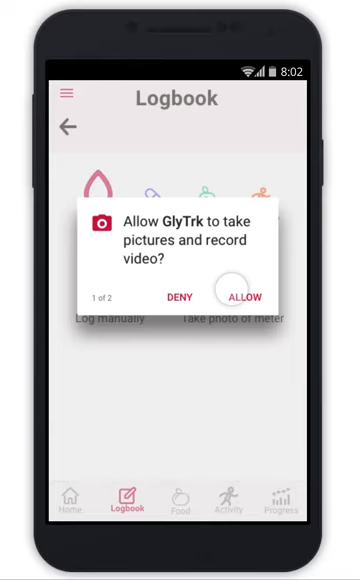 8:02
Logbook
Allow GlyTrk to take
pictures and record
video?
1 of 2
DENY
ALLOW
Log manually
Take photo of meter
Home
Logbook
Food
Activity
Progress